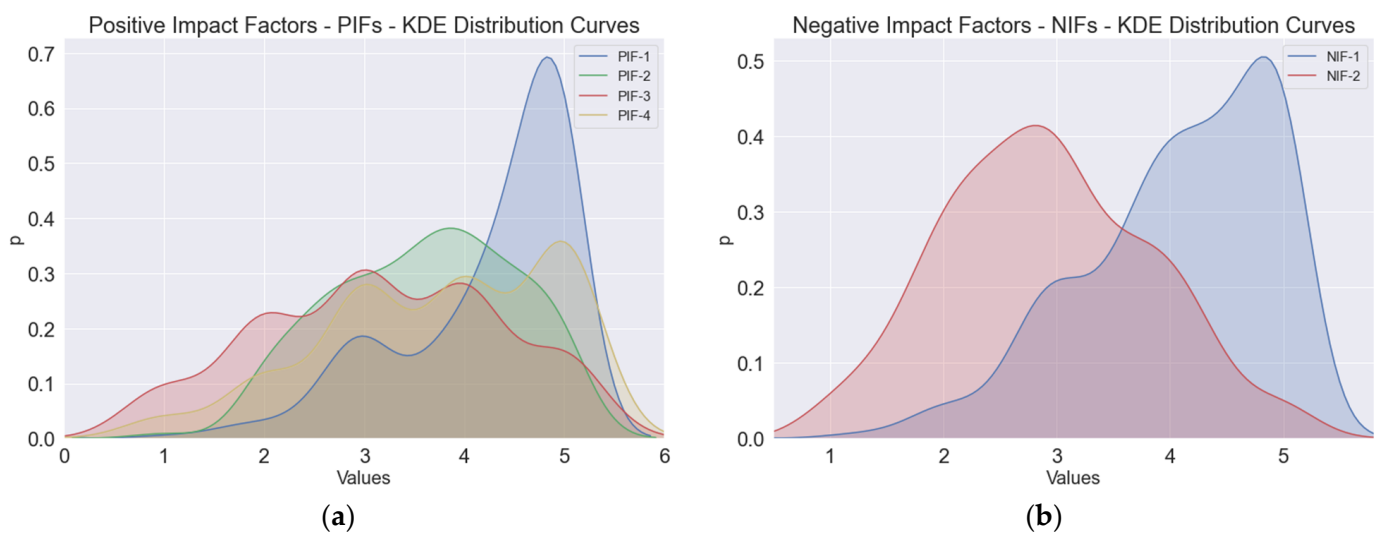 Positive Impact Factors - PIFs - KDE Distribution Curves
PIF-1
PIF-2
PIF-3
PIF-4
0.7
0.6
0.5
0.4
0.3
0.2
0.1
0.0
p
0 1 2 3 4 5 6
Values
(a)
Negative Impact Factors - NIFs - KDE Distribution Curves
NIF-1
NIF-2
0.5
0.4
0.3
0.2
0.1
0.0
p
1 2 3 4 5
Values
(b)